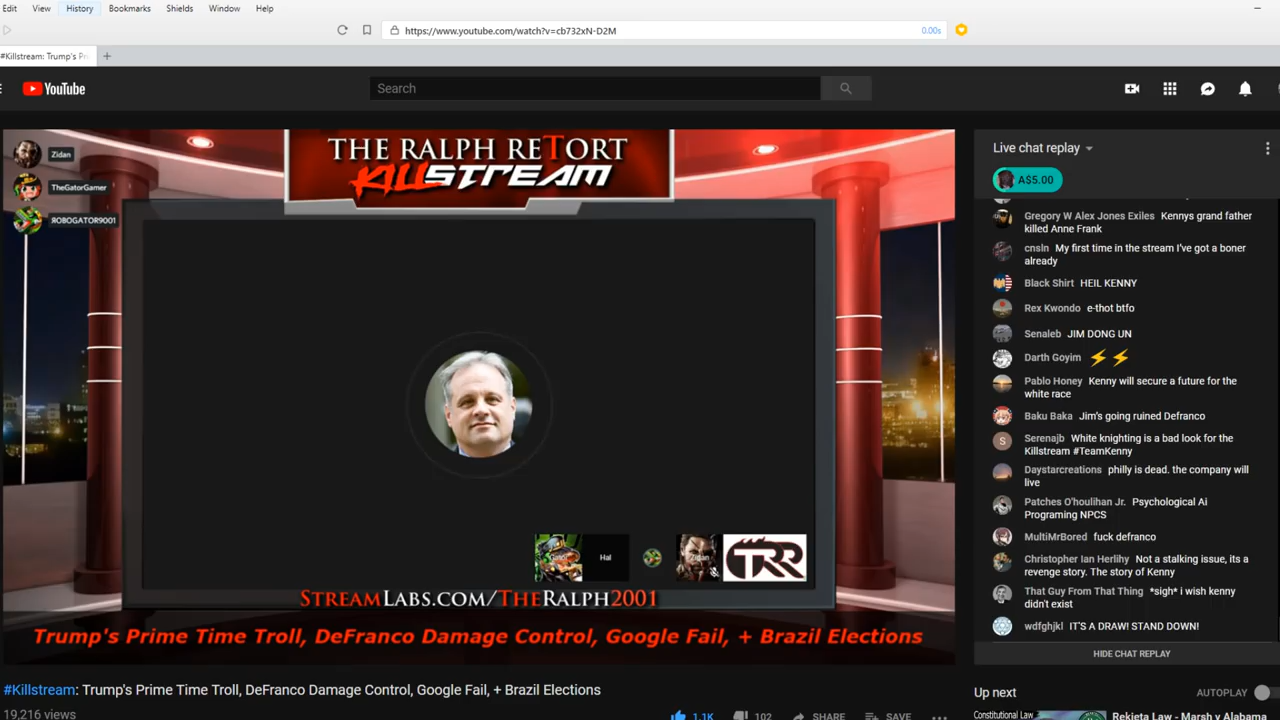 Edit View History Bookmarks Shields Window Help
https://www.youtube.com/watch?v=cb732xN-D2M 0.00s
#Killstream: Trump's Pri
YouTube
Search
THE RALPH RETORT
KILLSTREAM
Zidan
TheGatorGamer
ЯOBOGATOR9001
Hal
Zidan
TRR
STREAMLABS.COM/THERALPH2001
Trump's Prime Time Troll, DeFranco Damage Control, Google Fail, + Brazil Elections
#Killstream: Trump's Prime Time Troll, DeFranco Damage Control, Google Fail, + Brazil Elections
19,216 views
1.1K 102 SHARE SAVE
Live chat replay
A$5.00
Gregory W Alex Jones Exiles Kennys grand father
killed Anne Frank
cnsln My first time in the stream I've got a boner
already
Black Shirt HEIL KENNY
Rex Kwondo e-thot btfo
Senaleb JIM DONG UN
Darth Goyim ⚡⚡
Pablo Honey Kenny will secure a future for the
white race
Baku Baka Jim's going ruined Defranco
Serenajb White knighting is a bad look for the
Killstream #TeamKenny
Daystarcreations philly is dead. the company will
live
Patches O'houlihan Jr. Psychological Ai
Programing NPCS
MultiMrBored fuck defranco
Christopher Ian Herlihy Not a stalking issue, its a
revenge story. The story of Kenny
That Guy From That Thing *sigh* i wish kenny
didn't exist
wdfghjkl IT'S A DRAW! STAND DOWN!
HIDE CHAT REPLAY
Up next AUTOPLAY
Constitutional Law
Rekieta Law - Marsh v Alabama